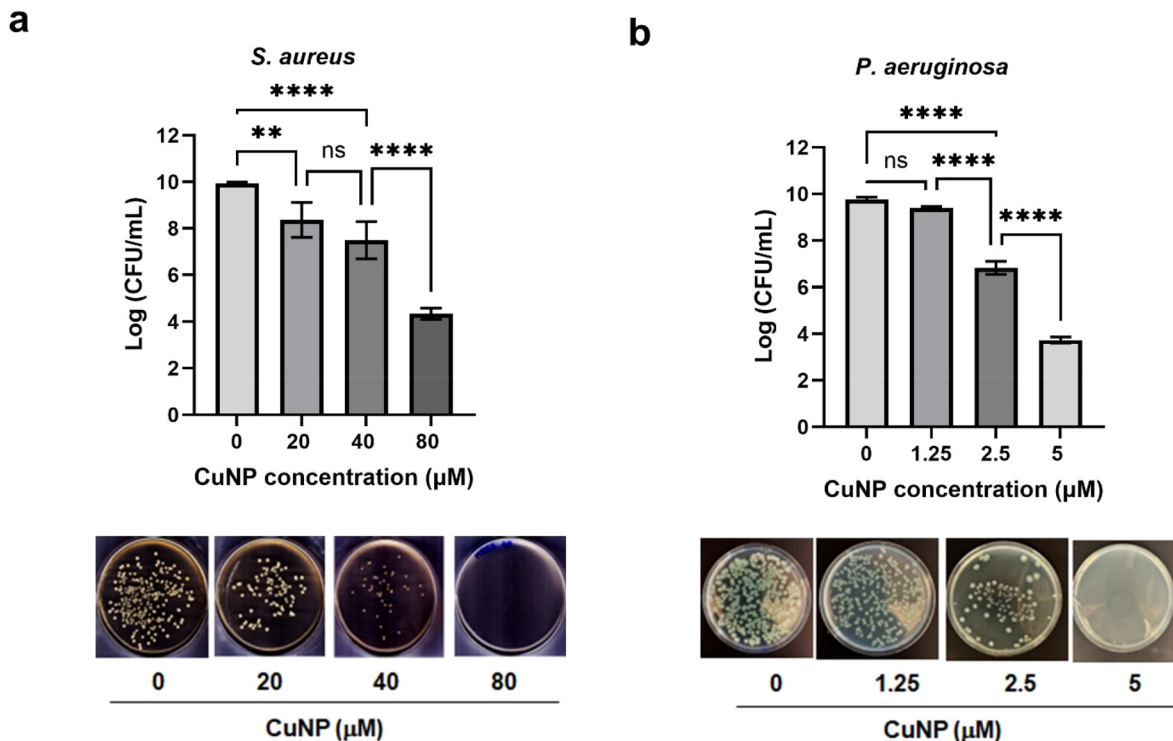 a
S. aureus
****
**
ns
****
12
10
8
6
4
2
0
Log (CFU/mL)
0 20 40 80
CuNP concentration (µM)
0 20 40 80
CuNP (µM)
b
P. aeruginosa
****
ns
****
****
12
10
8
6
4
2
0
Log (CFU/mL)
0 1.25 2.5 5
CuNP concentration (µM)
0 1.25 2.5 5
CuNP (µM)